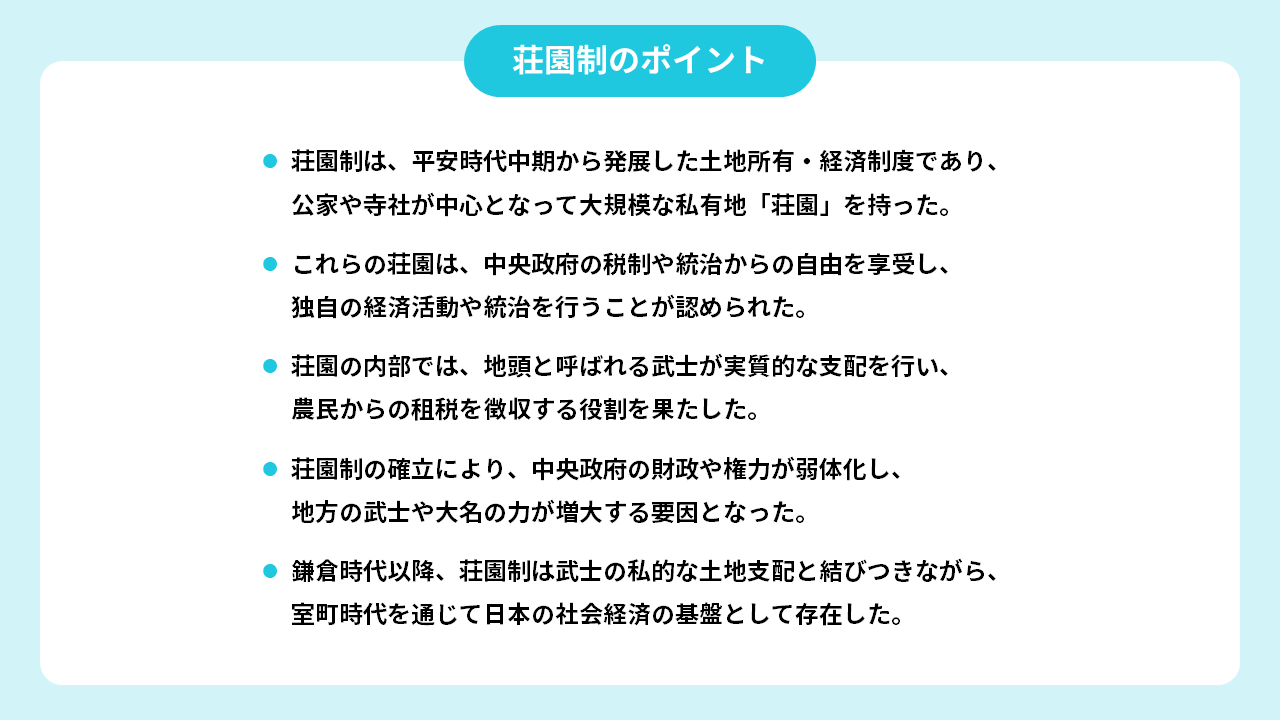 荘園制のポイント
荘園制は、平安時代中期から発展した土地所有・経済制度であり、
公家や寺社が中心となって大規模な私有地「荘園」を持った。
これらの荘園は、中央政府の税制や統治からの自由を享受し、
独自の経済活動や統治を行うことが認められた。
荘園の内部では、地頭と呼ばれる武士が実質的な支配を行い、
農民からの租税を徴収する役割を果たした。
荘園制の確立により、中央政府の財政や権力が弱体化し、
地方の武士や大名の力が増大する要因となった。
鎌倉時代以降、荘園制は武士の私的な土地支配と結びつきながら、
室町時代を通じて日本の社会経済の基盤として存在した。